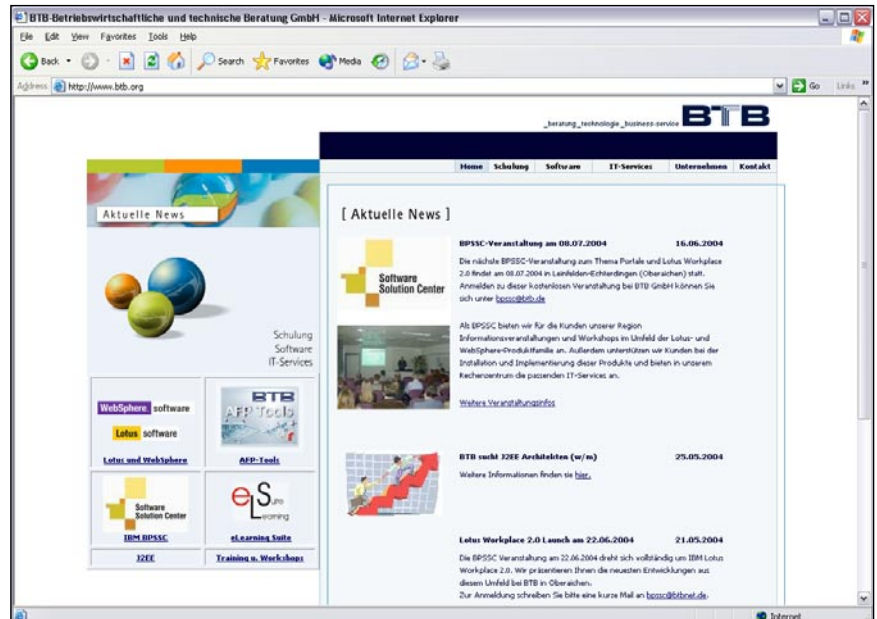 BTB-Betriebswirtschaftliche und technische Beratung GmbH - Microsoft Internet Explorer
File Edit View Favorites Tools Help
Back Search Favorites Media
Address http://www.btb.org Go Links »
_beratung_technologie_business-service BTB
Home Schulung Software IT-Services Unternehmen Kontakt
Aktuelle News
Schulung
Software
IT-Services
WebSphere. software
Lotus software
Lotus und WebSphere
BTB
AFP Tools
AFP-Tools
Software
Solution Center
IBM BPSSC
eLSure
Learning
eLearning Suite
J2EE
Training u. Workshops
[ Aktuelle News ]
Software
Solution Center
BPSSC-Veranstaltung am 08.07.2004 16.06.2004
Die nächste BPSSC-Veranstaltung zum Thema Portale und Lotus Workplace
2.0 findet am 08.07.2004 in Leinfelden-Echterdingen (Oberaichen) statt.
Anmelden zu dieser kostenlosen Veranstaltung bei BTB GmbH können Sie
sich unter bpssc@btb.de
Als BPSSC bieten wir für die Kunden unserer Region
Informationsveranstaltungen und Workshops im Umfeld der Lotus- und
WebSphere-Produktfamilie an. Außerdem unterstützen wir Kunden bei der
Installation und Implementierung dieser Produkte und bieten in unserem
Rechenzentrum die passenden IT-Services an.
Weitere Veranstaltungsinfos
BTB sucht J2EE Architekten (w/m) 25.05.2004
Weitere Informationen finden sie hier.
Lotus Workplace 2.0 Launch am 22.06.2004 21.05.2004
Die BPSSC Veranstaltung am 22.06.2004 dreht sich vollständig um IBM Lotus
Workplace 2.0. Wir präsentieren Ihnen die neuesten Entwicklungen aus
diesem Umfeld bei BTB in Oberaichen.
Zur Anmeldung schreiben Sie bitte eine kurze Mail an bpssc@btbnet.de.
Internet